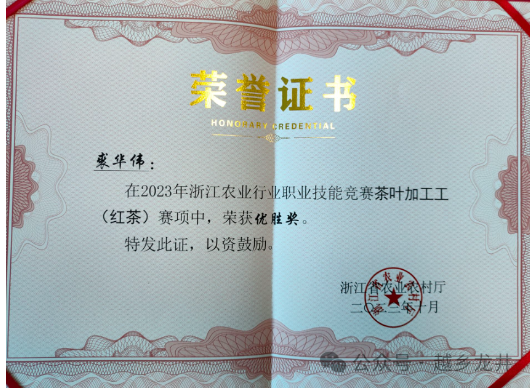 荣誉证书
HONORARY CREDENTIAL
裘华伟：
在2023年浙江农业行业职业技能竞赛茶叶加工工
（红茶）赛项中，荣获优胜奖。
特发此证，以资鼓励。
浙江省农业农村厅
二〇二三年十月
公众号·越乡龙井